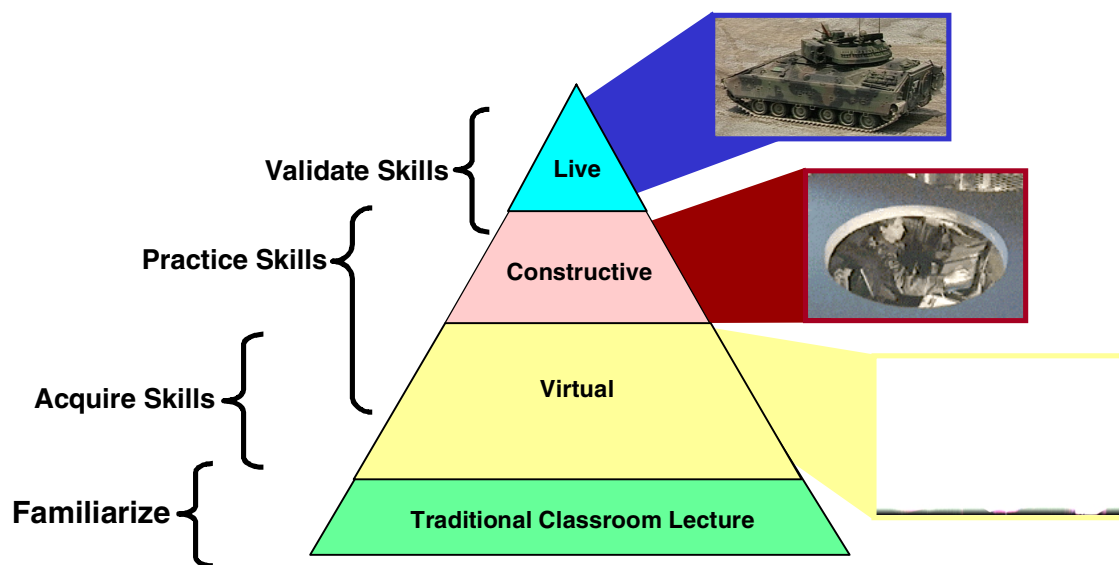 Validate Skills
Live
Practice Skills
Constructive
Acquire Skills
Virtual
Familiarize
Traditional Classroom Lecture